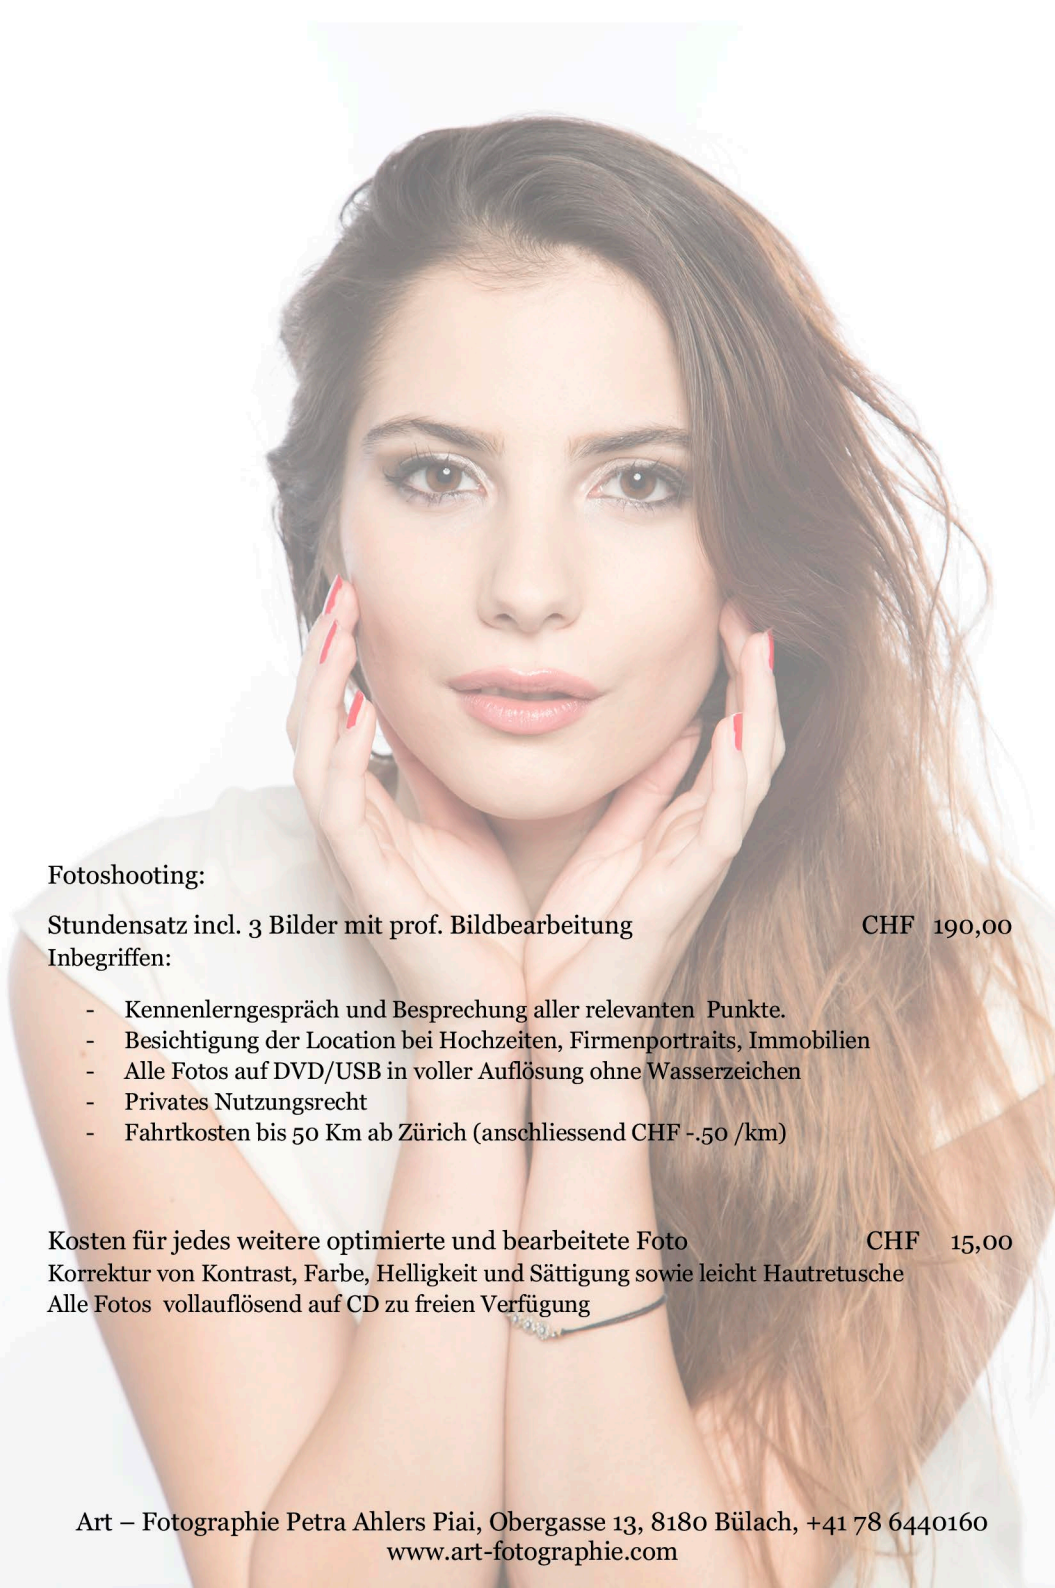 Fotoshooting:
Stundensatz incl. 3 Bilder mit prof. Bildbearbeitung CHF 190,00
Inbegriffen:
- Kennenlerngespräch und Besprechung aller relevanten Punkte.
- Besichtigung der Location bei Hochzeiten, Firmenportraits, Immobilien
- Alle Fotos auf DVD/USB in voller Auflösung ohne Wasserzeichen
- Privates Nutzungsrecht
- Fahrtkosten bis 50 Km ab Zürich (anschliessend CHF -.50 /km)
Kosten für jedes weitere optimierte und bearbeitete Foto CHF 15,00
Korrektur von Kontrast, Farbe, Helligkeit und Sättigung sowie leicht Hautretusche
Alle Fotos vollauflösend auf CD zu freien Verfügung
Art – Fotographie Petra Ahlers Piai, Obergasse 13, 8180 Bülach, +41 78 6440160
www.art-fotographie.com